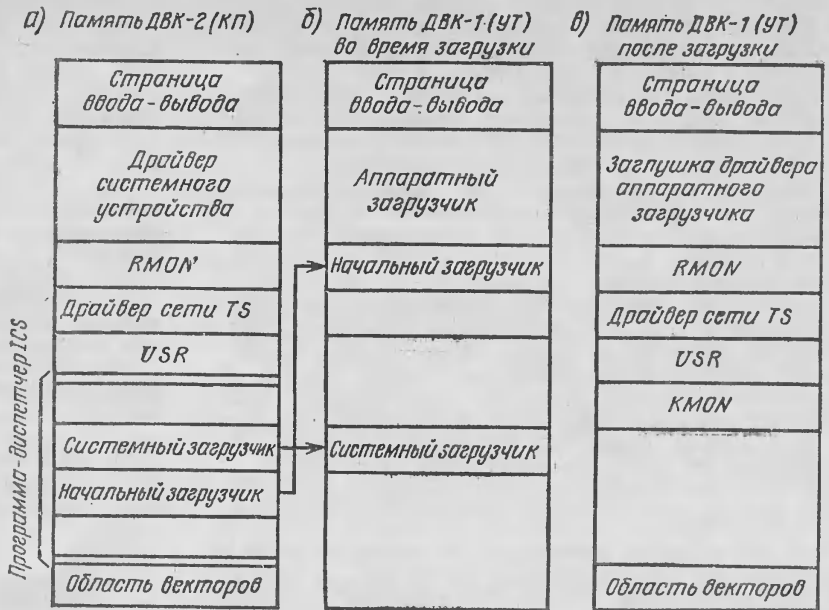 а) Память ДВК-2 (КП)
Страница
ввода-вывода
Драйвер
системного
устройства
RMON'
Драйвер сети TS
USR
Системный загрузчик
Начальный загрузчик
Область векторов
Программа-диспетчер ICS
б) Память ДВК-1 (УТ)
во время загрузки
Страница
ввода-вывода
Аппаратный
загрузчик
Начальный загрузчик
Системный загрузчик
в) Память ДВК-1 (УТ)
после загрузки
Страница
ввода-вывода
Заглушка драйвера
аппаратного
загрузчика
RMON
Драйвер сети TS
USR
KMON
Область векторов